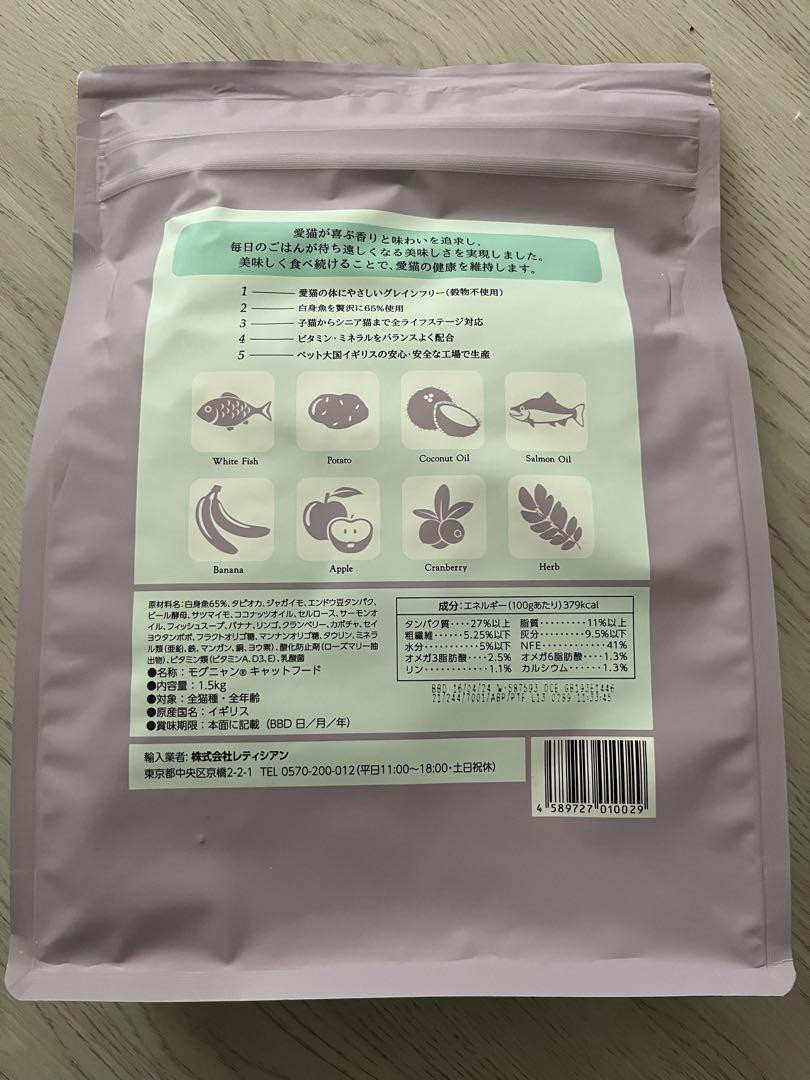 愛猫が喜ぶ香りと味わいを追求し、
毎日のごはんが待ち遠しくなる美味しさを実現しました。
美味しく食べ続けることで、愛猫の健康を維持します。
1 愛猫の体にやさしいグレインフリー（穀物不使用）
2 白身魚を贅沢に65%使用
3 子猫からシニア猫まで全ライフステージ対応
4 ビタミン・ミネラルをバランスよく配合
5 ペット大国イギリスの安心・安全な工場で生産
White Fish Potato Coconut Oil Salmon Oil
Banana Apple Cranberry Herb
原材料名：白身魚65%、タピオカ、ジャガイモ、エンドウ豆タンパク、
ビール酵母、サツマイモ、ココナッツオイル、セルロース、サーモンオ
イル、フィッシュスープ、バナナ、リンゴ、クランベリー、カボチャ、セイ
ヨウタンポポ、フラクトオリゴ糖、マンナンオリゴ糖、タウリン、ミネラ
ル類（亜鉛、鉄、マンガン、銅、ヨウ素）、酸化防止剤（ローズマリー抽
出物）、ビタミン類（ビタミンA、D3、E）、乳酸菌
●名称：モグニャン® キャットフード
●内容量：1.5kg
●対象：全猫種・全年齢
●原産国名：イギリス
●賞味期限：本面に記載（BBD 日／月／年）
成分：エネルギー（100gあたり）379kcal
タンパク質････27%以上 脂質･･･････11%以上
粗繊維･････5.25%以下 灰分･･････9.5%以下
水分･････････5%以下 NFE･･････････41%
オメガ3脂肪酸････2.5% オメガ6脂肪酸･･･1.3%
リン･･････････1.1% カルシウム･････1.3%
BBD 16/04/24 W-587593 OCE GB193E1446
21/244/7001/ABP/PTF L13 0289 11:33:45
輸入業者：株式会社レティシアン
東京都中央区京橋2-2-1 TEL 0570-200-012（平日11:00〜18:00・土日祝休）
4 589727 010029